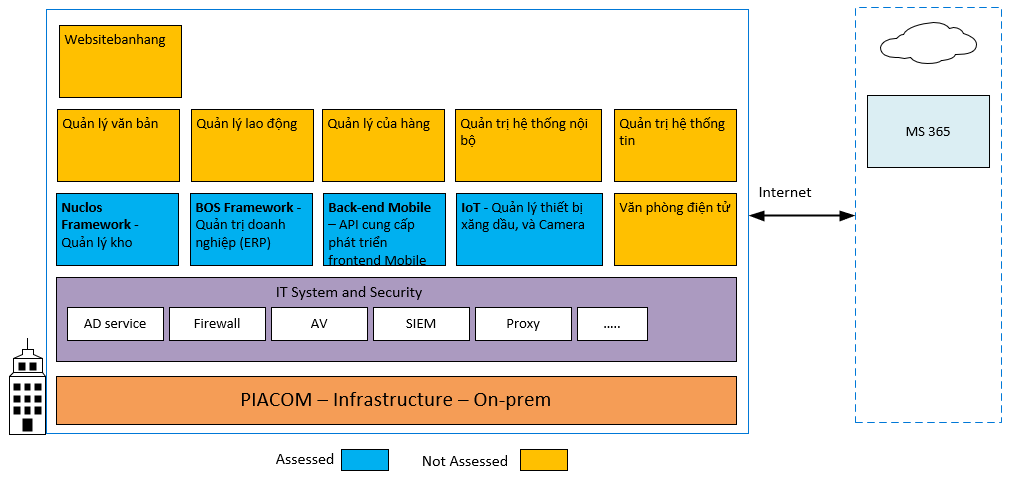 Websitebanhang
Quản lý văn bản
Quản lý lao động
Quản lý của hàng
Quản trị hệ thống nội
bộ
Quản trị hệ thống
tin
MS 365
Internet
Nuclos
Framework -
Quản lý kho
BOS Framework -
Quản trị doanh
nghiệp (ERP)
Back-end Mobile
– API cung cấp
phát triển
frontend Mobile
IoT - Quản lý thiết bị
xăng dầu, và Camera
Văn phòng điện tử
IT System and Security
AD service
Firewall
AV
SIEM
Proxy
.....
PIACOM – Infrastructure – On-prem
Assessed
Not Assessed